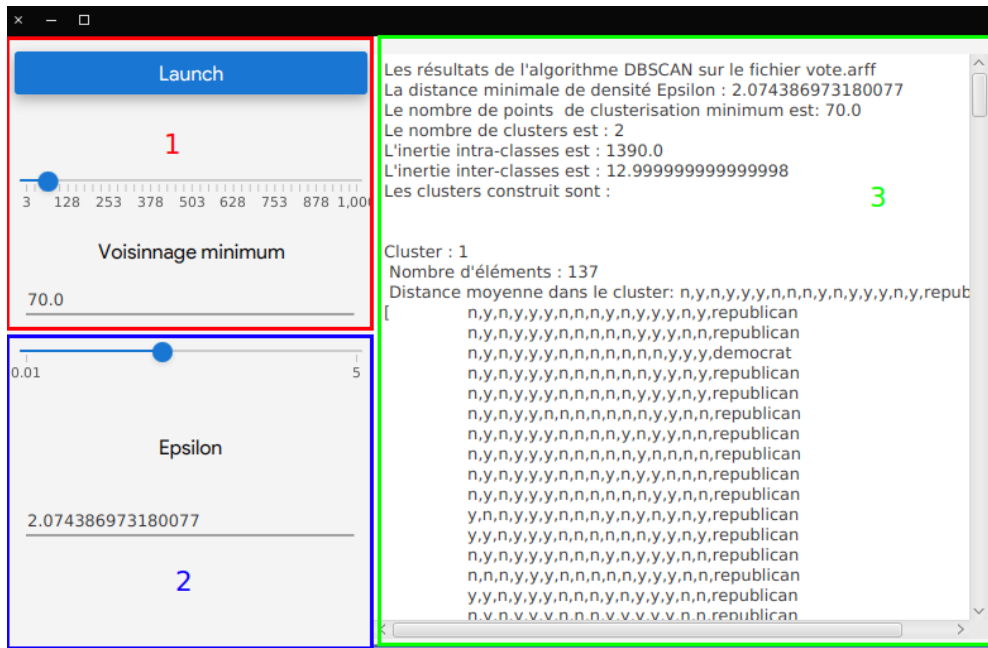 Launch
1
3 128 253 378 503 628 753 878 1,00
Voisinnage minimum
70.0
0.01 5
Epsilon
2.074386973180077
2
Les résultats de l'algorithme DBSCAN sur le fichier vote.arff
La distance minimale de densité Epsilon : 2.074386973180077
Le nombre de points de clusterisation minimum est: 70.0
Le nombre de clusters est : 2
L'inertie intra-classes est : 1390.0
L'inertie inter-classes est : 12.999999999999998
Les clusters construit sont :
3
Cluster : 1
Nombre d'éléments : 137
Distance moyenne dans le cluster: n,y,n,y,y,y,n,n,n,y,n,y,y,y,n,y,repub
[ n,y,n,y,y,y,n,n,n,y,n,y,y,y,n,y,republican
n,y,n,y,y,y,n,n,n,n,n,y,y,y,n,n,republican
n,y,n,y,y,y,n,n,n,n,n,n,y,y,y,democrat
n,y,n,y,y,y,n,n,n,n,n,n,y,y,n,y,republican
n,y,n,y,y,y,n,n,n,n,n,y,y,y,n,y,republican
n,y,n,y,y,n,n,n,n,n,n,n,y,y,n,n,republican
n,y,n,y,y,y,n,n,n,n,y,n,y,y,n,n,republican
n,y,n,y,y,y,n,n,n,n,n,y,n,n,n,n,republican
n,y,n,y,y,y,n,n,n,y,n,y,y,n,n,n,republican
n,y,n,y,y,y,n,n,n,n,n,n,y,y,n,n,republican
y,n,n,y,y,y,n,n,n,y,n,y,n,y,n,y,republican
y,y,n,y,y,y,n,n,n,n,n,n,y,y,n,y,republican
n,y,n,y,y,y,n,n,n,y,n,y,y,y,n,n,republican
n,n,n,y,y,y,n,n,n,n,n,y,y,y,n,n,republican
y,y,n,y,y,y,n,n,n,y,n,y,y,y,n,n,republican
n,y,n,y,y,y,n,n,n,y,y,y,y,y,n,n,republican